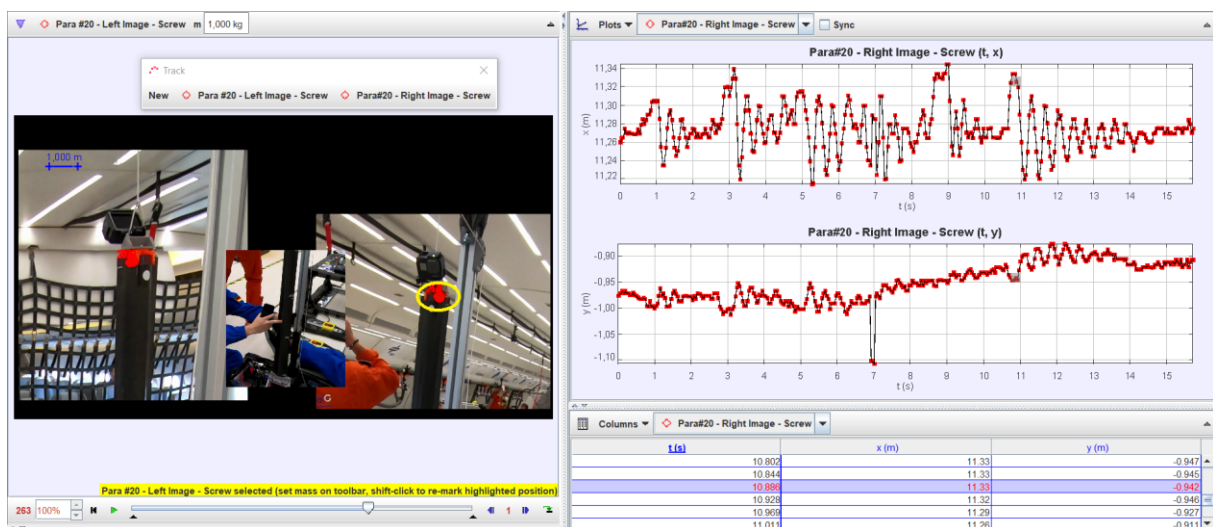 Para #20 - Left Image - Screw m 1,000 kg
Track
New Para #20 - Left Image - Screw Para#20 - Right Image - Screw
1,000 m
G
Para #20 - Left Image - Screw selected (set mass on toolbar, shift-click to re-mark highlighted position)
263 100% 1
Plots Para#20 - Right Image - Screw Sync
Para#20 - Right Image - Screw (t, x)
11,34
11,30
11,28
11,26
11,22
x (m)
0 1 2 3 4 5 6 7 8 9 10 11 12 13 14 15
t (s)
Para#20 - Right Image - Screw (t, y)
-0,90
-0,95
-1,00
-1,05
-1,10
y (m)
0 1 2 3 4 5 6 7 8 9 10 11 12 13 14 15
t (s)
Columns Para#20 - Right Image - Screw
t (s) x (m) y (m)
10.802 11.33 -0.947
10.844 11.33 -0.945
10.886 11.33 -0.942
10.928 11.32 -0.946
10.969 11.29 -0.927
11.011 11.26 -0.911